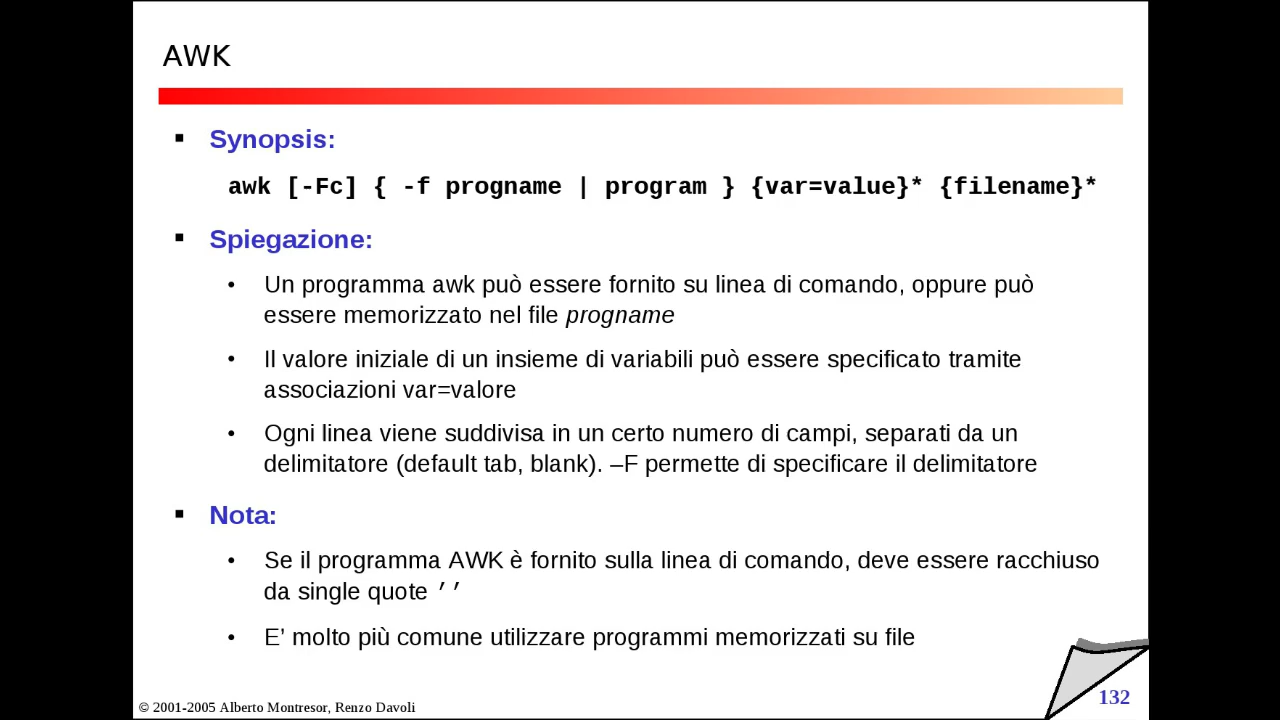 AWK
Synopsis:
awk [-Fc] { -f progname | program } {var=value}* {filename}*
Spiegazione:
Un programma awk può essere fornito su linea di comando, oppure può
essere memorizzato nel file progname
Il valore iniziale di un insieme di variabili può essere specificato tramite
associazioni var=valore
Ogni linea viene suddivisa in un certo numero di campi, separati da un
delimitatore (default tab, blank). –F permette di specificare il delimitatore
Nota:
Se il programma AWK è fornito sulla linea di comando, deve essere racchiuso
da single quote ’’
E’ molto più comune utilizzare programmi memorizzati su file
© 2001-2005 Alberto Montresor, Renzo Davoli
132